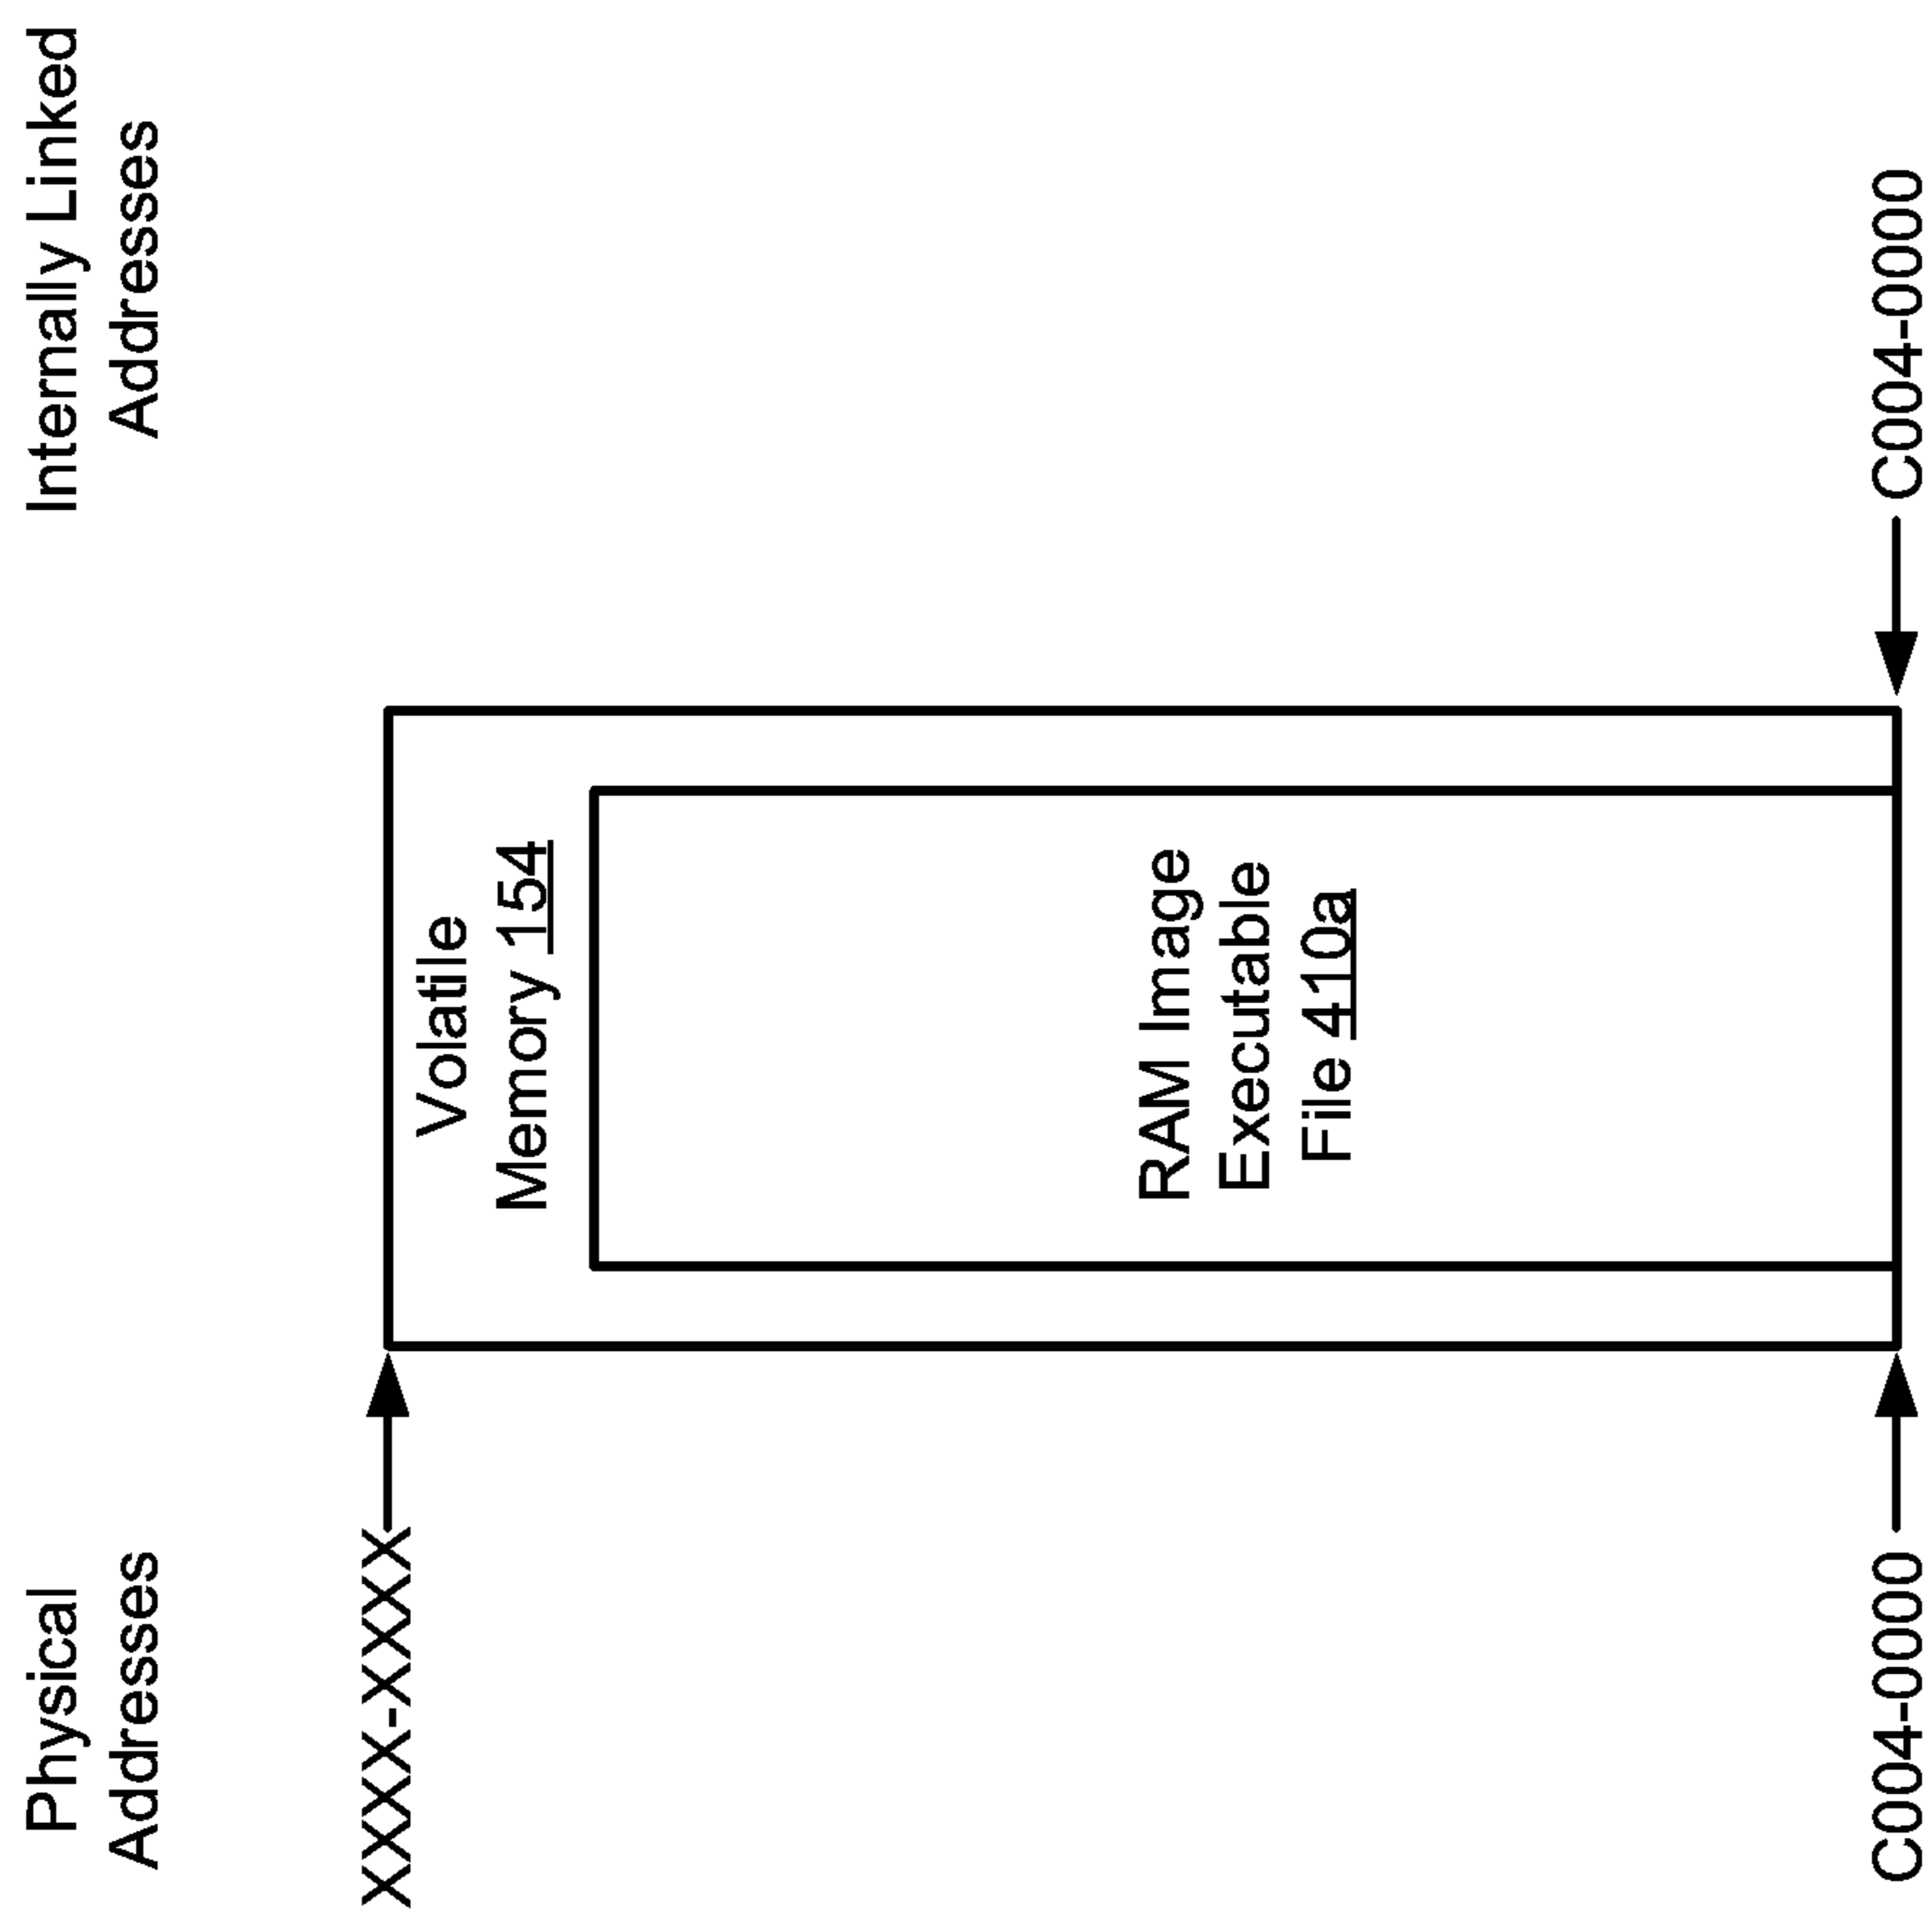 Physical
Addresses
Internally Linked
Addresses
XXXX-XXXX
Volatile
Memory 154
RAM Image
Executable
File 410a
C004-0000
C004-0000